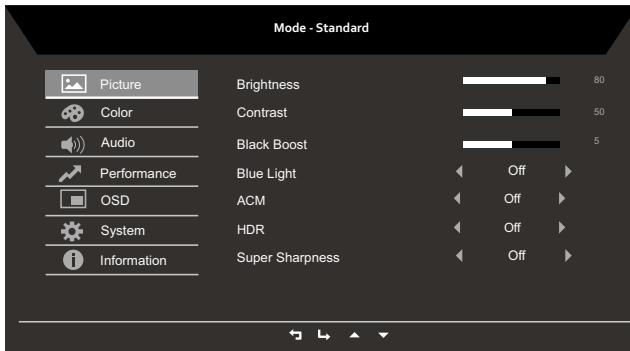 Mode - Standard
Picture
Brightness 80
Color
Contrast 50
Audio
Black Boost 5
Performance
Blue Light Off
OSD
ACM Off
System
HDR Off
Information
Super Sharpness Off